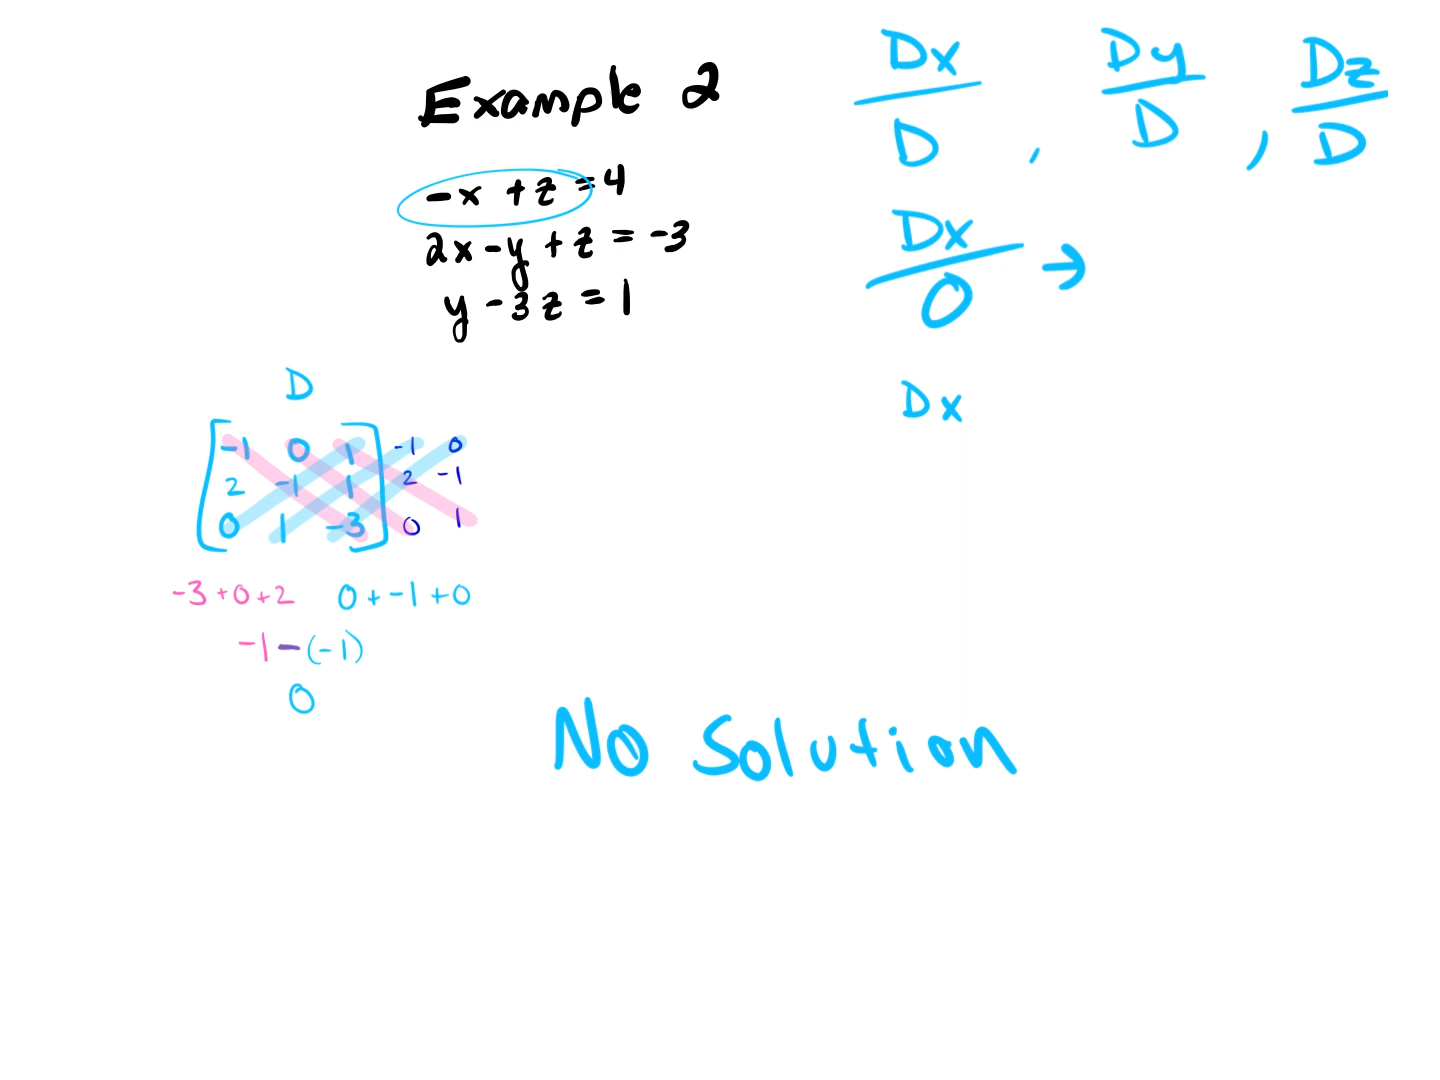 Example 2
-x +z =4
2x -y +z = -3
y -3z = 1
Dx/D , Dy/D , Dz/D
Dx/0 →
Dx
D
[-1 0 1] -1 0
[2 -1 1] 2 -1
[0 1 -3] 0 1
-3+0+2 0+-1+0
-1-(-1)
0
No Solution